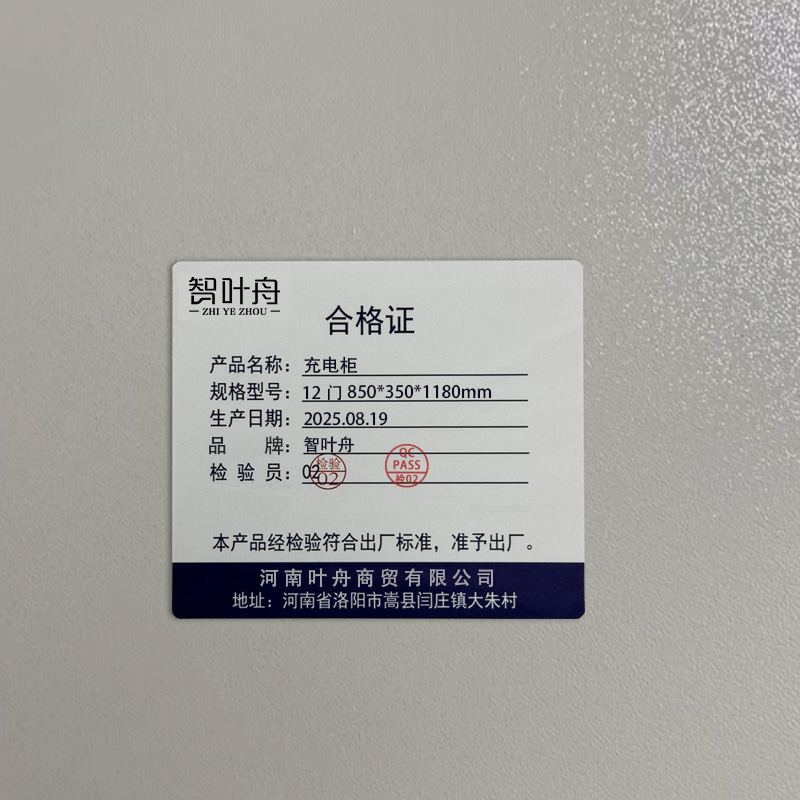 智叶舟
ZHI YE ZHOU
合格证
产品名称：充电柜
规格型号：12 门 850*350*1180mm
生产日期：2025.08.19
品 牌：智叶舟
检 验 员：02
检验
02
QC
PASS
检02
本产品经检验符合出厂标准，准予出厂。
河南叶舟商贸有限公司
地址：河南省洛阳市嵩县闫庄镇大朱村